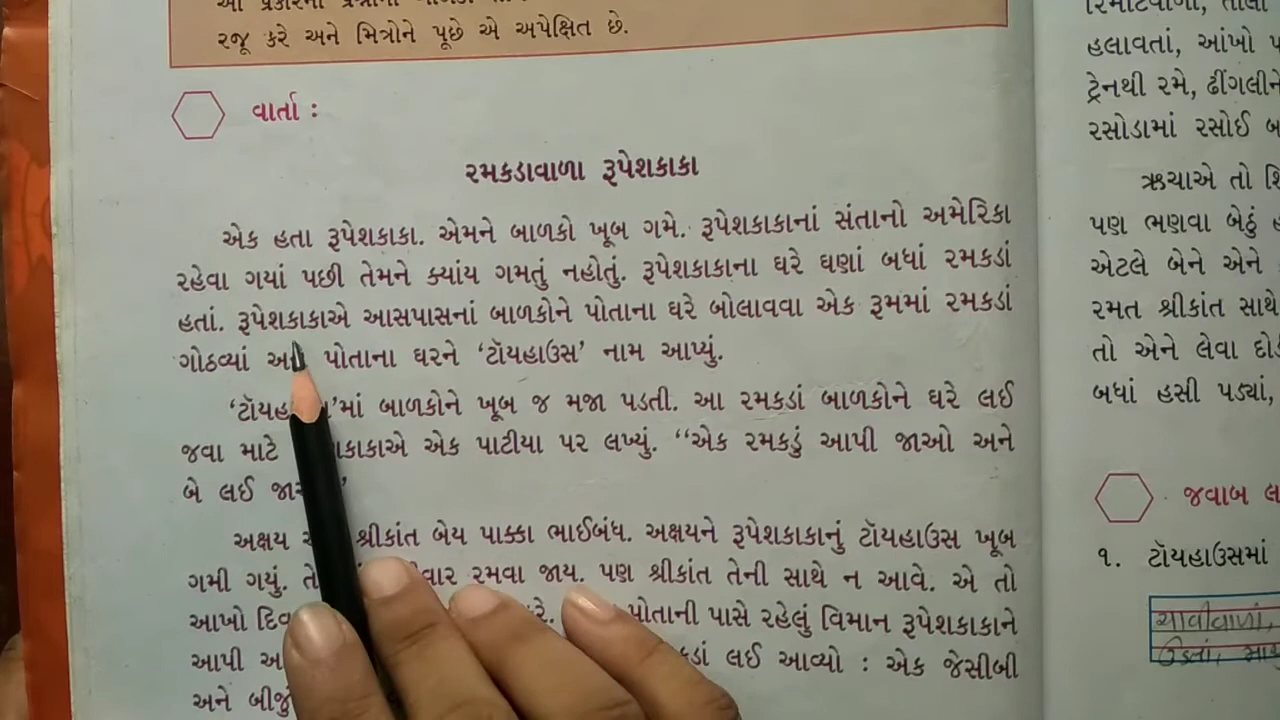 રજૂ કરે અને મિત્રોને પૂછે એ અપેક્ષિત છે.
વાર્તા :
રમકડાવાળા રૂપેશકાકા
એક હતા રૂપેશકાકા. એમને બાળકો ખૂબ ગમે. રૂપેશકાકાનાં સંતાનો અમેરિકા
રહેવા ગયાં પછી તેમને ક્યાંય ગમતું નહોતું. રૂપેશકાકાના ઘરે ઘણાં બધાં રમકડાં
હતાં. રૂપેશકાકાએ આસપાસનાં બાળકોને પોતાના ઘરે બોલાવવા એક રૂમમાં રમકડાં
ગોઠવ્યાં પોતાના ઘરને ‘ટૉયહાઉસ’ નામ આપ્યું.
બાળકોને ખૂબ જ મજા પડતી. આ રમકડાં બાળકોને ઘરે લઈ
જવા માટે એક પાટીયા પર લખ્યું. “એક રમકડું આપી જાઓ અને
બે લઈ
અક્ષય શ્રીકાંત બેય પાક્કા ભાઈબંધ. અક્ષયને રૂપેશકાકાનું ટૉયહાઉસ ખૂબ
ગમી ગયું. રમવા જાય. પણ શ્રીકાંત તેની સાથે ન આવે. એ તો
આખો પોતાની પાસે રહેલું વિમાન રૂપેશકાકાને
આપી લઈ આવ્યો : એક જેસીબી
અને
હલાવતાં, આંખો
ટ્રેનથી રમે,
રસોડામાં રસોઈ
ઋચાએ તો
પણ ભણવા બેઠું
એટલે બેને એને
રમત શ્રીકાંત સાથે
તો એને લેવા
બધાં હસી પડ્યાં,
જવાબ
૧. ટૉયહાઉસમાં
ચાવીવાળાં,